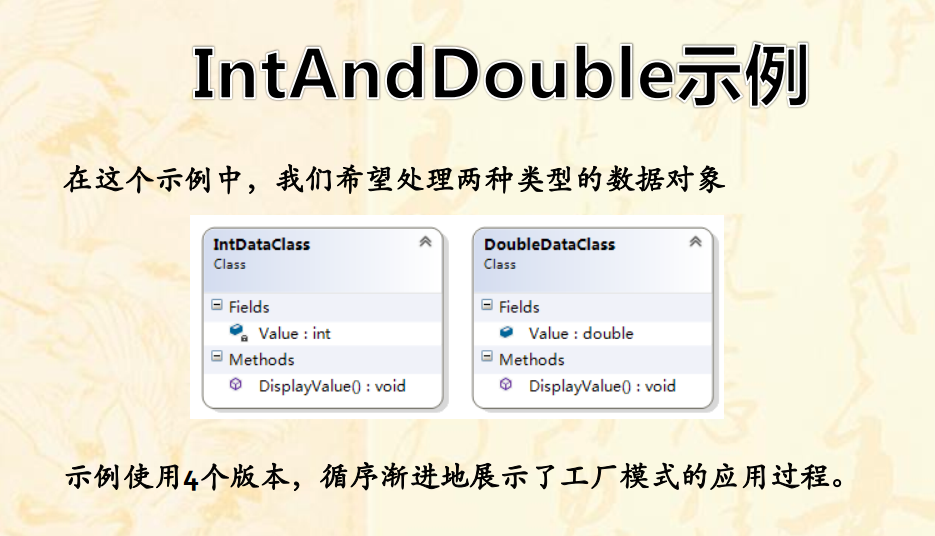 IntAndDouble示例
在这个示例中，我们希望处理两种类型的数据对象
IntDataClass
Class
Fields
Value : int
Methods
DisplayValue() : void
DoubleDataClass
Class
Fields
Value : double
Methods
DisplayValue() : void
示例使用4个版本，循序渐进地展示了工厂模式的应用过程。